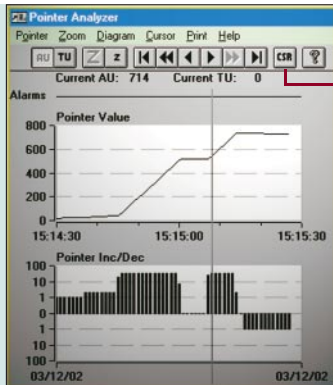 Pointer Analyzer
Pointer Zoom Diagram Cursor Print Help
AU TU Z z CSR ?
Current AU: 714 Current TU: 0
Alarms
Pointer Value
800
600
400
200
0
15:14:30 15:15:00 15:15:30
Pointer Inc/Dec
100
10
1
0
1
10
100
03/12/02 03/12/02